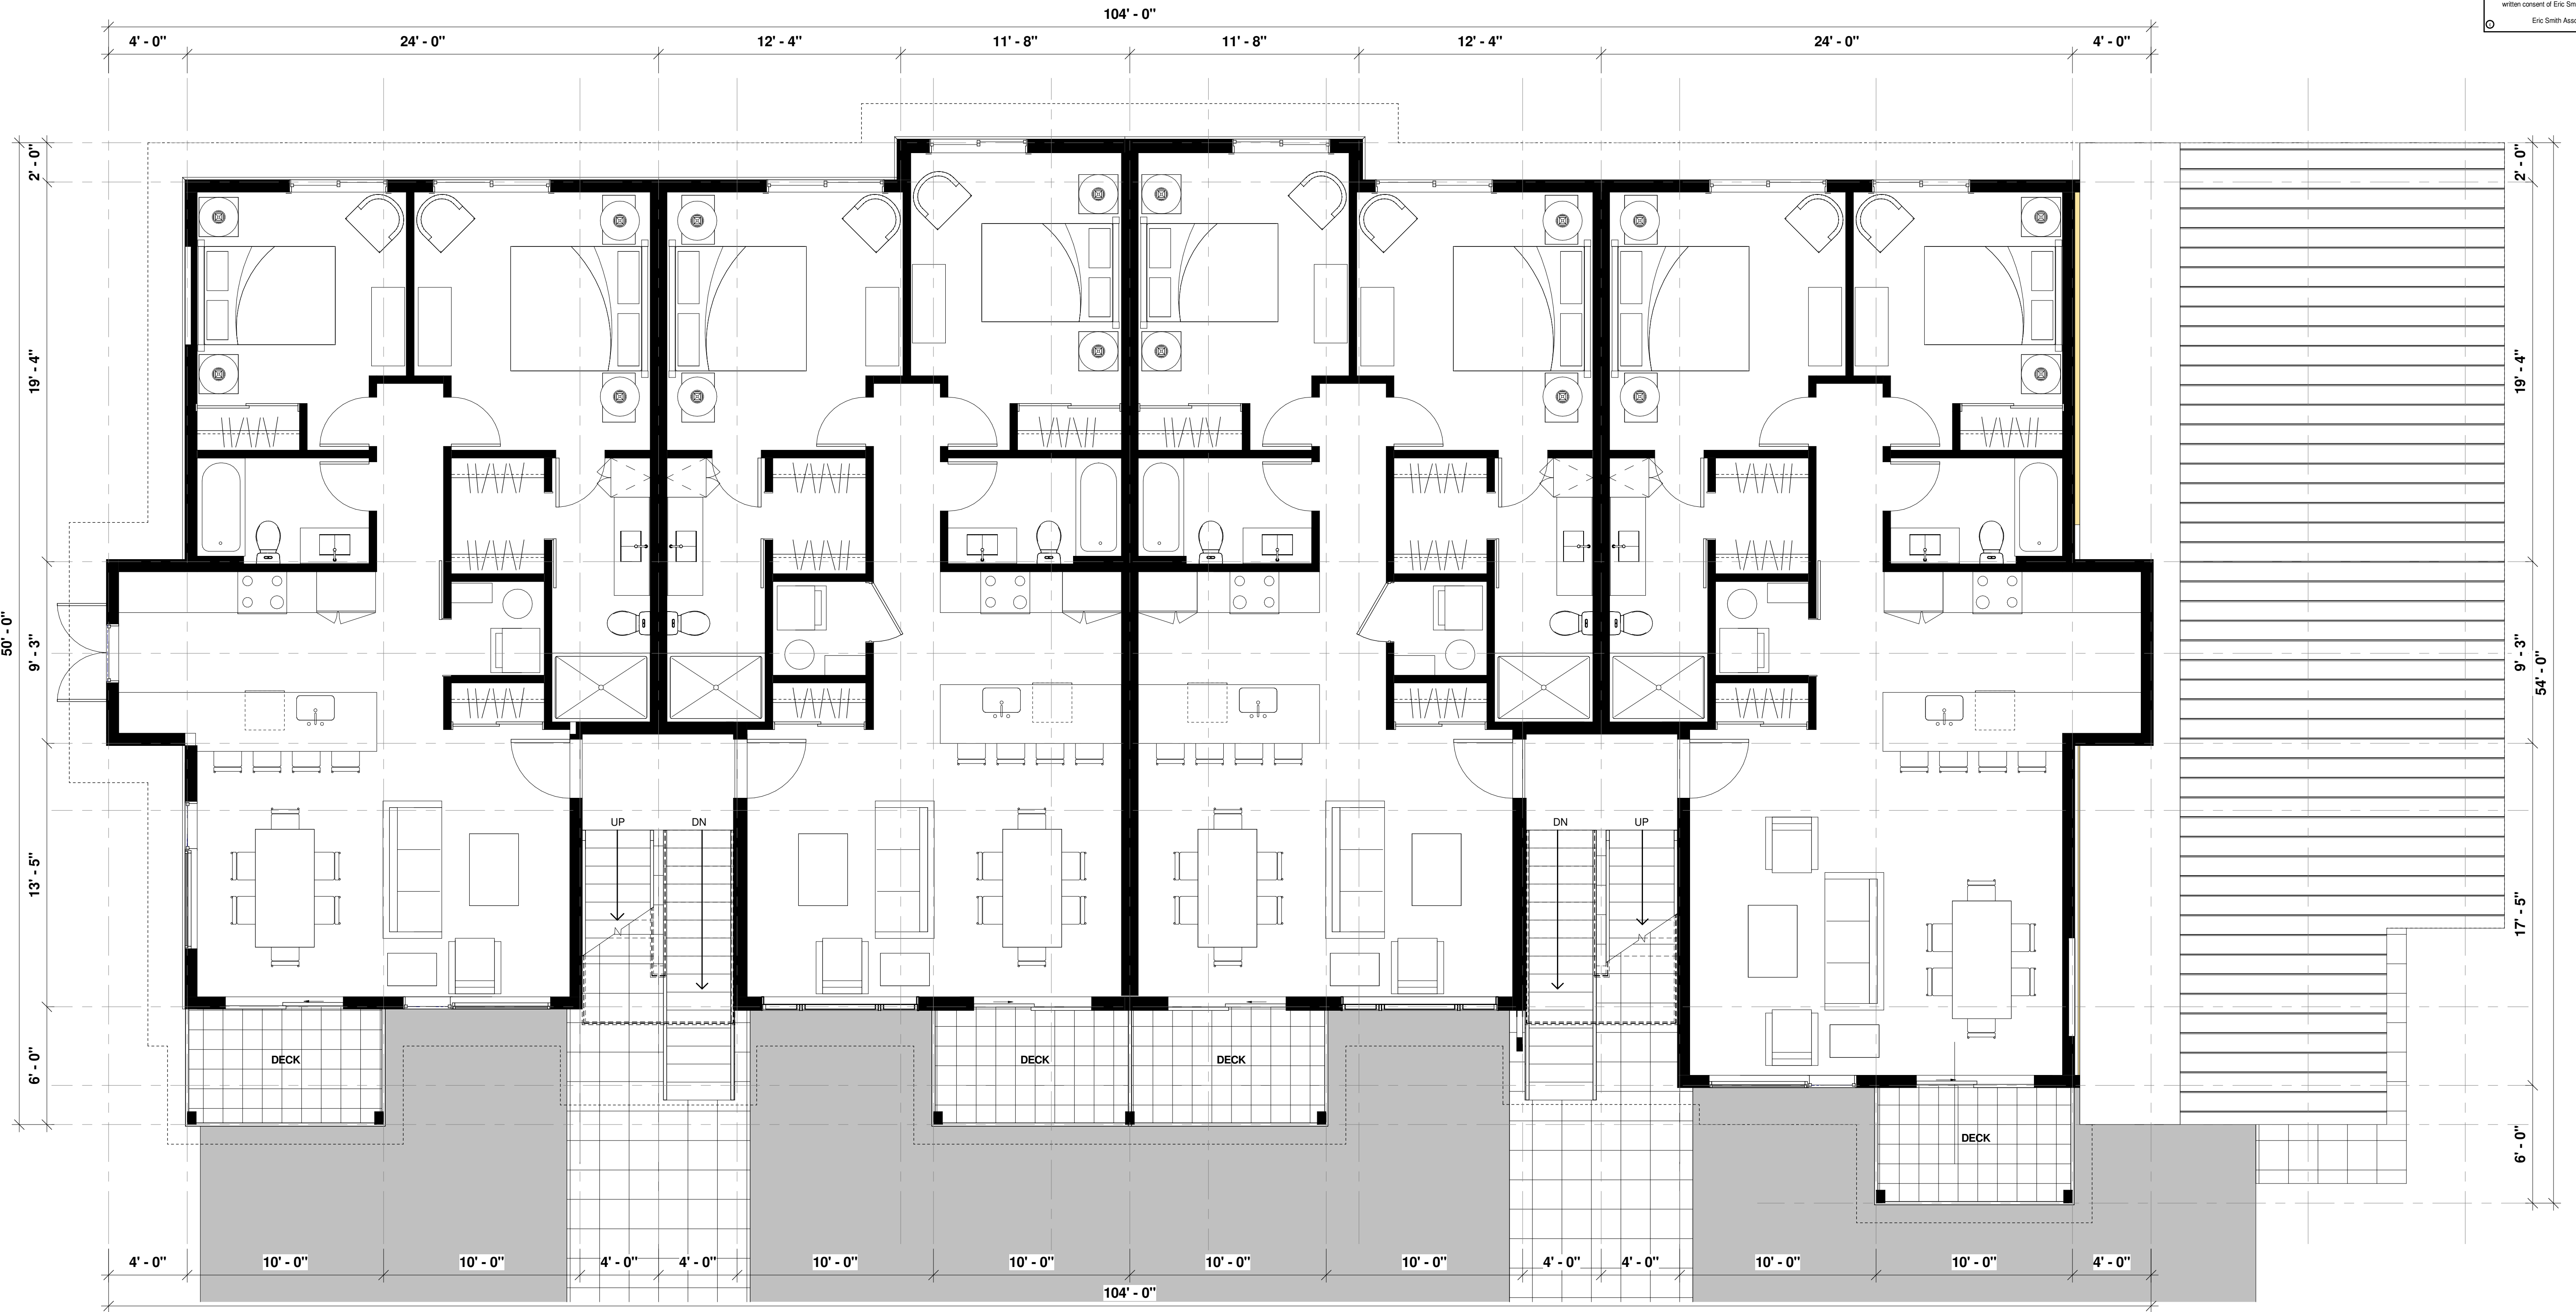 written consent of Eric
Eric Smith
104' - 0"
4' - 0" 24' - 0" 12' - 4" 11' - 8" 11' - 8" 12' - 4" 24' - 0" 4' - 0"
2' - 0"
19' - 4"
50' - 0"
9' - 3"
13' - 5"
6' - 0"
2' - 0"
19' - 4"
9' - 3"
54' - 0"
17' - 5"
6' - 0"
UP DN DN UP
DECK DECK DECK
DECK
4' - 0" 10' - 0" 10' - 0" 4' - 0" 4' - 0" 10' - 0" 10' - 0" 10' - 0" 10' - 0" 4' - 0" 4' - 0" 10' - 0" 10' - 0" 4' - 0"
104' - 0"